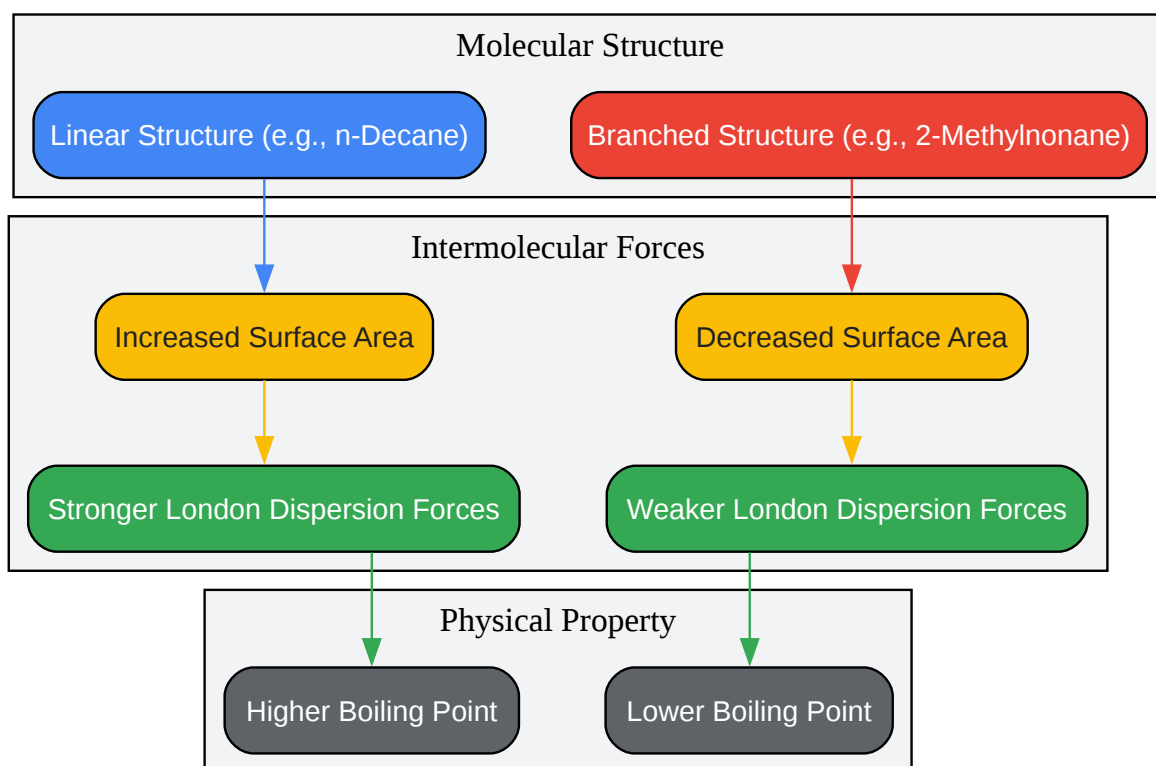 Molecular Structure
Linear Structure (e.g., n-Decane)
Branched Structure (e.g., 2-Methylnonane)
Intermolecular Forces
Increased Surface Area
Decreased Surface Area
Stronger London Dispersion Forces
Weaker London Dispersion Forces
Physical Property
Higher Boiling Point
Lower Boiling Point